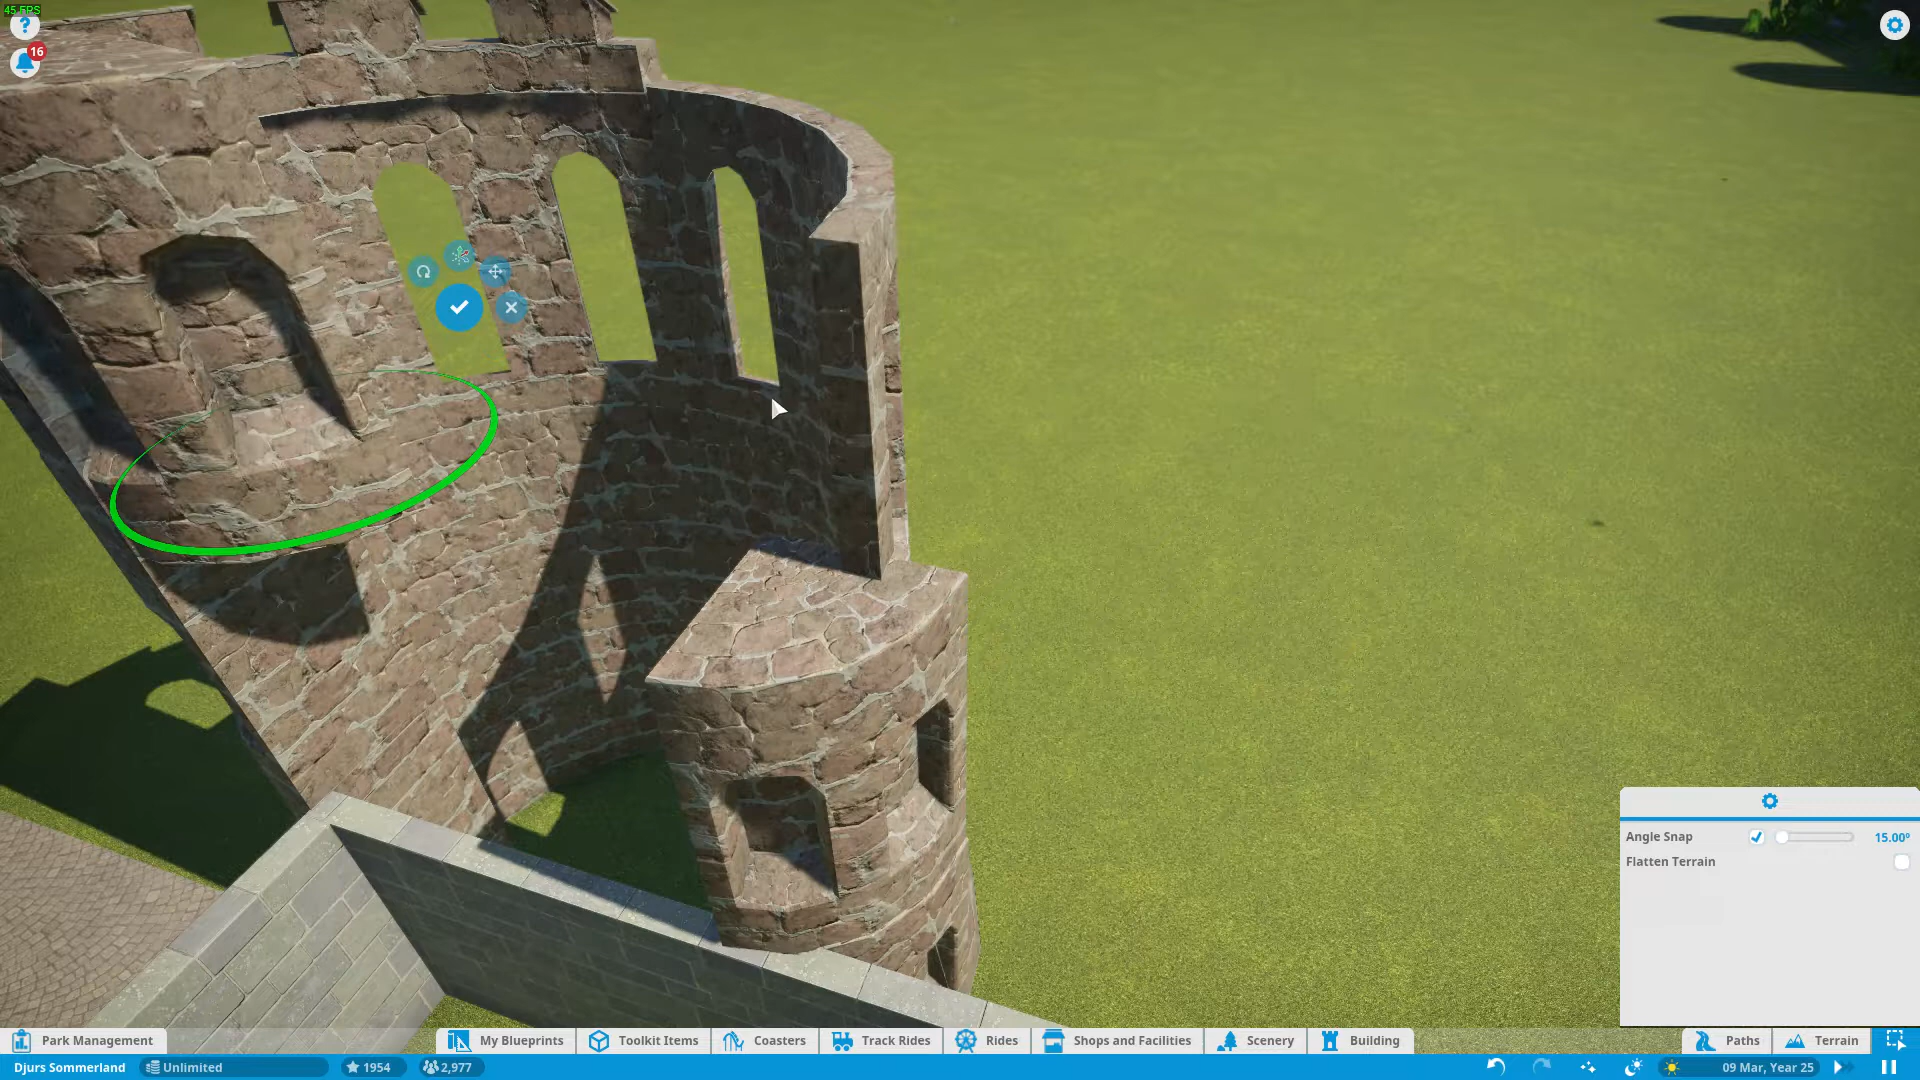 45 FPS
?
16
Angle Snap 15.00º
Flatten Terrain
Park Management
My Blueprints
Toolkit Items
Coasters
Track Rides
Rides
Shops and Facilities
Scenery
Building
Paths
Terrain
Djurs Sommerland
Unlimited
1954
2,977
09 Mar, Year 25